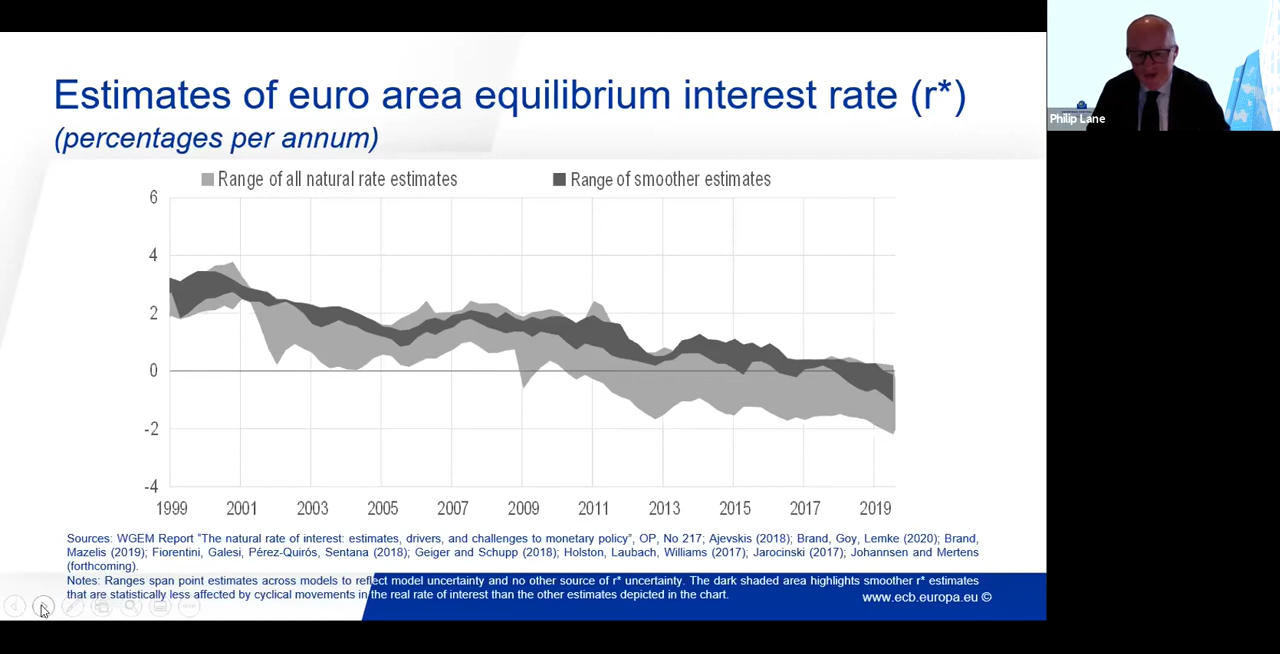 Estimates of euro area equilibrium interest rate (r*)
(percentages per annum)
Philip Lane
Range of all natural rate estimates
Range of smoother estimates
6
4
2
0
-2
-4
1999 2001 2003 2005 2007 2009 2011 2013 2015 2017 2019
Sources: WGEM Report "The natural rate of interest: estimates, drivers, and challenges to monetary policy", OP, No 217; Ajevskis (2018); Brand, Goy, Lemke (2020); Brand,
Mazelis (2019); Fiorentini, Galesi, Pérez-Quirós, Sentana (2018); Geiger and Schupp (2018); Holston, Laubach, Williams (2017); Jarocinski (2017); Johannsen and Mertens
(forthcoming).
Notes: Ranges span point estimates across models to reflect model uncertainty and no other source of r* uncertainty. The dark shaded area highlights smoother r* estimates
that are statistically less affected by cyclical movements in the real rate of interest than the other estimates depicted in the chart.
www.ecb.europa.eu ©